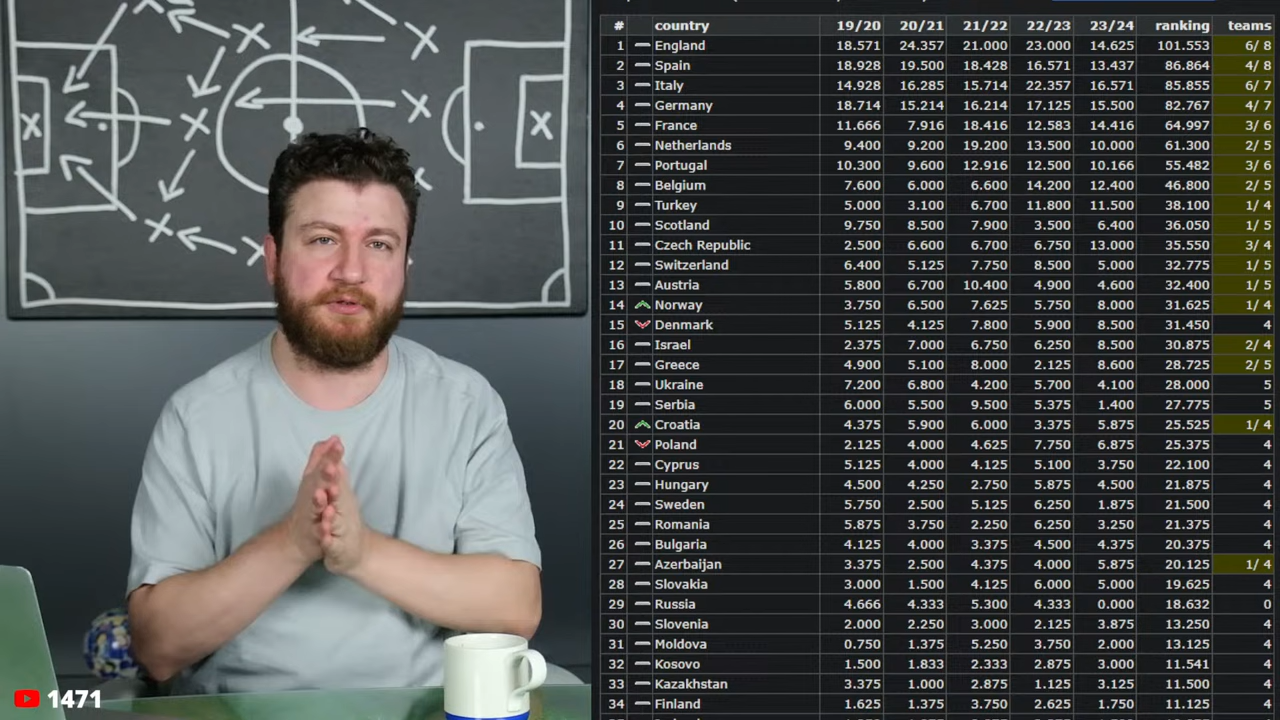 # country 19/20 20/21 21/22 22/23 23/24 ranking teams
1 England 18.571 24.357 21.000 23.000 14.625 101.553 6/ 8
2 Spain 18.928 19.500 18.428 16.571 13.437 86.864 4/ 8
3 Italy 14.928 16.285 15.714 22.357 16.571 85.855 6/ 7
4 Germany 18.714 15.214 16.214 17.125 15.500 82.767 4/ 7
5 France 11.666 7.916 18.416 12.583 14.416 64.997 3/ 6
6 Netherlands 9.400 9.200 19.200 13.500 10.000 61.300 2/ 5
7 Portugal 10.300 9.600 12.916 12.500 10.166 55.482 3/ 6
8 Belgium 7.600 6.000 6.600 14.200 12.400 46.800 2/ 5
9 Turkey 5.000 3.100 6.700 11.800 11.500 38.100 1/ 4
10 Scotland 9.750 8.500 7.900 3.500 6.400 36.050 1/ 5
11 Czech Republic 2.500 6.600 6.700 6.750 13.000 35.550 3/ 4
12 Switzerland 6.400 5.125 7.750 8.500 5.000 32.775 1/ 5
13 Austria 5.800 6.700 10.400 4.900 4.600 32.400 1/ 5
14 Norway 3.750 6.500 7.625 5.750 8.000 31.625 1/ 4
15 Denmark 5.125 4.125 7.800 5.900 8.500 31.450 4
16 Israel 2.375 7.000 6.750 6.250 8.500 30.875 2/ 4
17 Greece 4.900 5.100 8.000 2.125 8.600 28.725 2/ 5
18 Ukraine 7.200 6.800 4.200 5.700 4.100 28.000 5
19 Serbia 6.000 5.500 9.500 5.375 1.400 27.775 5
20 Croatia 4.375 5.900 6.000 3.375 5.875 25.525 1/ 4
21 Poland 2.125 4.000 4.625 7.750 6.875 25.375 4
22 Cyprus 5.125 4.000 4.125 5.100 3.750 22.100 4
23 Hungary 4.500 4.250 2.750 5.875 4.500 21.875 4
24 Sweden 5.750 2.500 5.125 6.250 1.875 21.500 4
25 Romania 5.875 3.750 2.250 6.250 3.250 21.375 4
26 Bulgaria 4.125 4.000 3.375 4.500 4.375 20.375 4
27 Azerbaijan 3.375 2.500 4.375 4.000 5.875 20.125 1/ 4
28 Slovakia 3.000 1.500 4.125 6.000 5.000 19.625 4
29 Russia 4.666 4.333 5.300 4.333 0.000 18.632 0
30 Slovenia 2.000 2.250 3.000 2.125 3.875 13.250 4
31 Moldova 0.750 1.375 5.250 3.750 2.000 13.125 4
32 Kosovo 1.500 1.833 2.333 2.875 3.000 11.541 4
33 Kazakhstan 3.375 1.000 2.875 1.125 3.125 11.500 4
34 Finland 1.625 1.375 3.750 2.625 1.750 11.125 4
1471